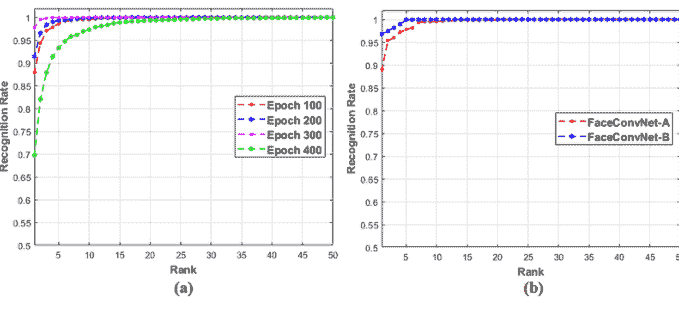 Recognition Rate
1
0.95
0.9
0.85
0.8
0.75
0.7
0.65
0.6
0.55
0.5
5 10 15 20 25 30 35 40 45 50
Rank
Epoch 100
Epoch 200
Epoch 300
Epoch 400
(a)
Recognition Rate
1
0.95
0.9
0.85
0.8
0.75
0.7
0.65
0.6
0.55
0.5
5 10 15 20 25 30 35 40 45 50
Rank
FaceConvNet-A
FaceConvNet-B
(b)